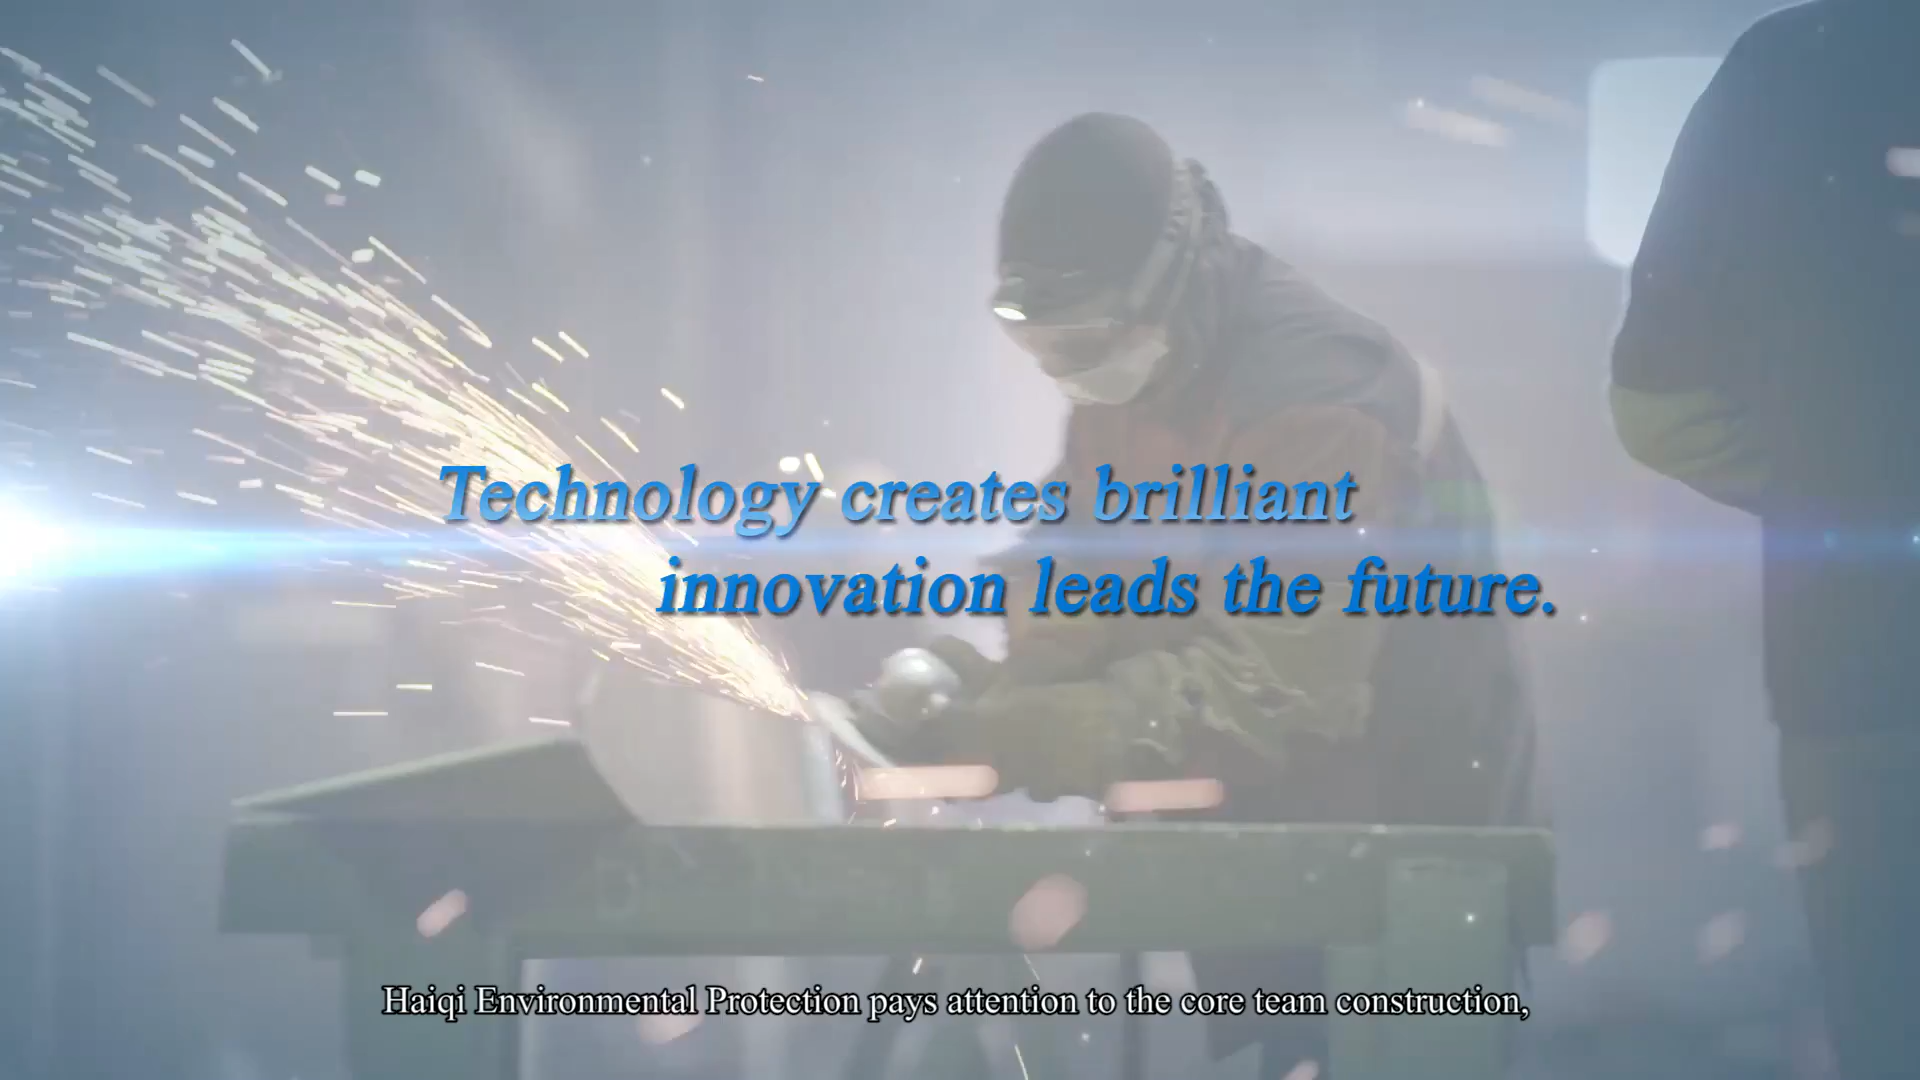 Technology creates brilliant
innovation leads the future.
Haiqi Environmental Protection pays attention to the core team construction,